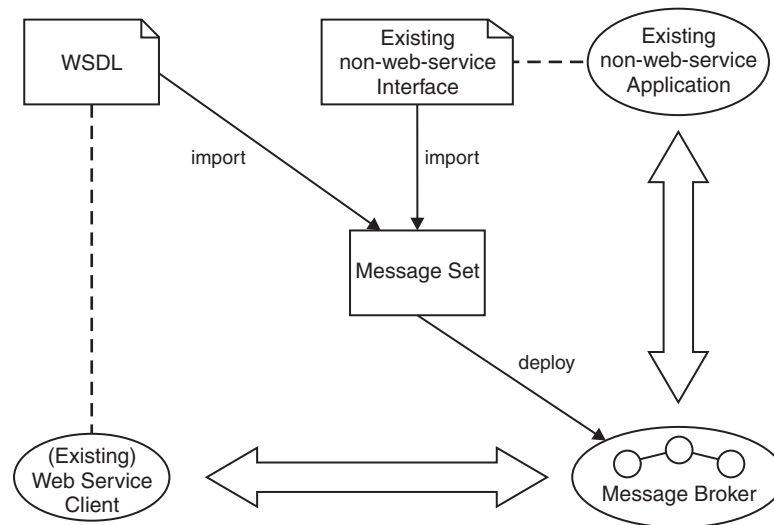 WSDL
Existing
non-web-service
Interface
Existing
non-web-service
Application
import
import
Message Set
deploy
(Existing)
Web Service
Client
Message Broker